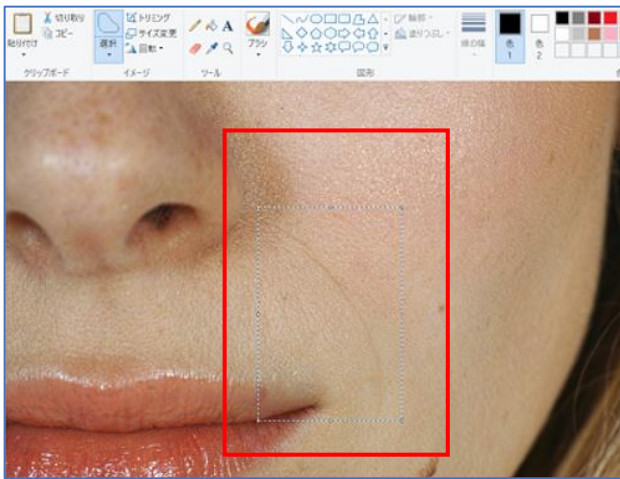 貼り付け
切り取り
コピー
クリップボード
選択
トリミング
サイズ変更
回転
イメージ
A
ツール
ブラシ
輪郭
塗りつぶし
図形
線の幅
色
1
色
2